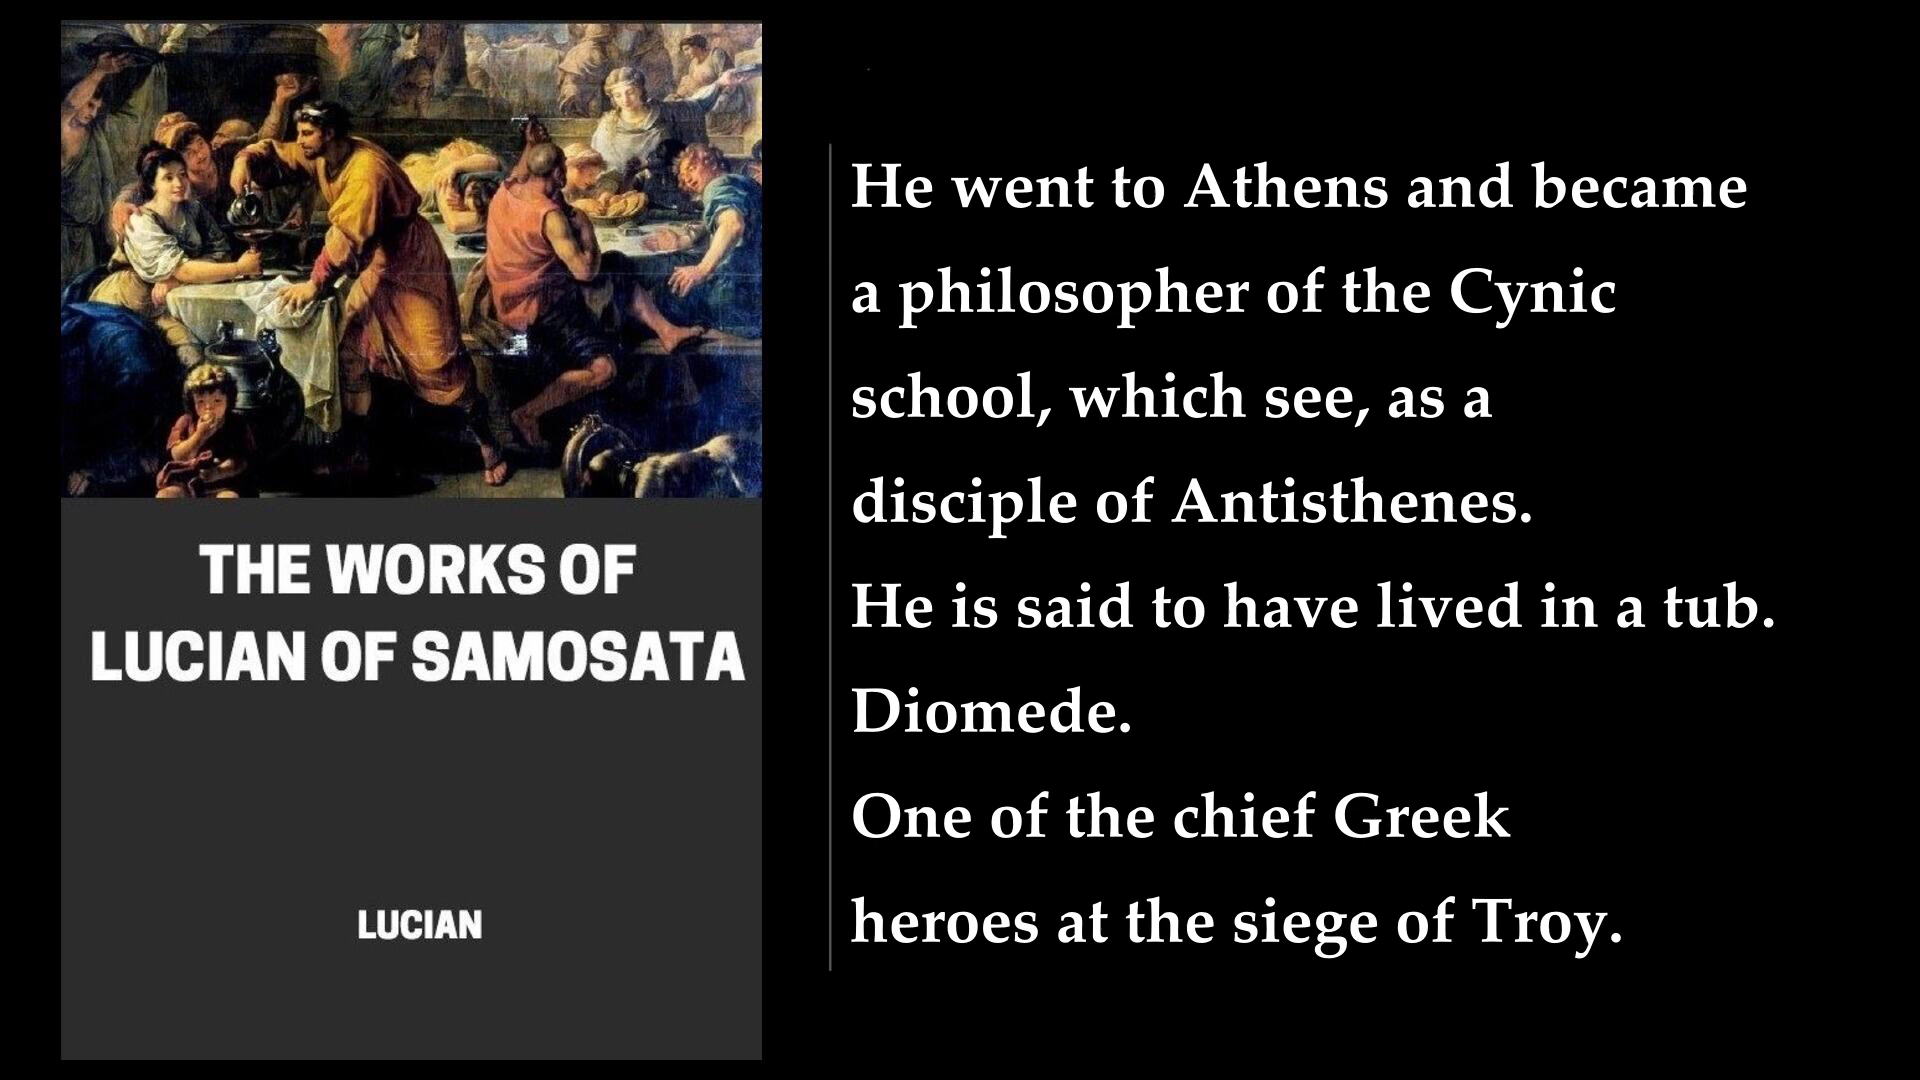 THE WORKS OF
LUCIAN OF SAMOSATA
LUCIAN
He went to Athens and became
a philosopher of the Cynic
school, which see, as a
disciple of Antisthenes.
He is said to have lived in a tub.
Diomede.
One of the chief Greek
heroes at the siege of Troy.